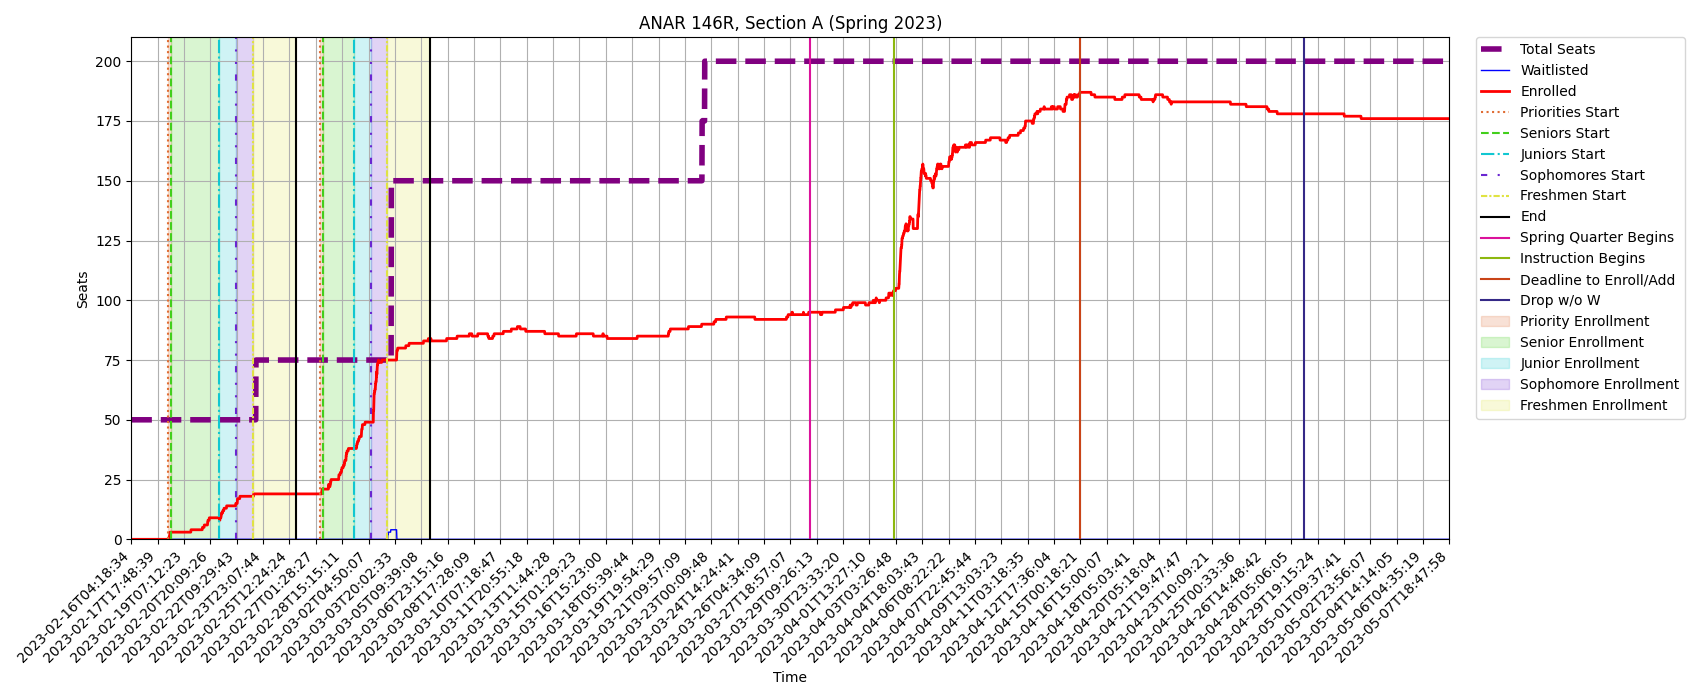 ANAR 146R, Section A (Spring 2023)
Seats
200
175
150
125
100
75
50
25
0
2023-02-16T04:18:34
2023-02-17T17:48:39
2023-02-19T07:12:23
2023-02-20T20:09:26
2023-02-22T09:29:43
2023-02-23T23:07:44
2023-02-25T12:24:24
2023-02-27T01:28:27
2023-02-28T15:15:11
2023-03-02T04:50:07
2023-03-03T20:02:33
2023-03-05T09:39:08
2023-03-06T23:15:16
2023-03-08T17:28:09
2023-03-10T07:18:47
2023-03-11T20:55:18
2023-03-13T11:44:28
2023-03-15T01:29:23
2023-03-16T15:23:00
2023-03-18T05:39:44
2023-03-19T19:54:29
2023-03-21T09:57:09
2023-03-23T00:09:48
2023-03-24T14:24:41
2023-03-26T04:34:09
2023-03-27T18:57:07
2023-03-29T09:26:13
2023-03-30T23:33:20
2023-04-01T13:27:10
2023-04-03T03:26:48
2023-04-04T18:03:43
2023-04-06T08:22:22
2023-04-07T22:45:44
2023-04-09T13:03:23
2023-04-11T03:18:35
2023-04-12T17:36:04
2023-04-15T00:18:21
2023-04-16T15:00:07
2023-04-18T05:03:41
2023-04-20T05:18:04
2023-04-21T19:47:47
2023-04-23T10:09:21
2023-04-25T00:33:36
2023-04-26T14:48:42
2023-04-28T05:06:05
2023-04-29T19:15:24
2023-05-01T09:37:41
2023-05-02T23:56:07
2023-05-04T14:14:05
2023-05-06T04:35:19
2023-05-07T18:47:58
Time
Total Seats
Waitlisted
Enrolled
Priorities Start
Seniors Start
Juniors Start
Sophomores Start
Freshmen Start
End
Spring Quarter Begins
Instruction Begins
Deadline to Enroll/Add
Drop w/o W
Priority Enrollment
Senior Enrollment
Junior Enrollment
Sophomore Enrollment
Freshmen Enrollment